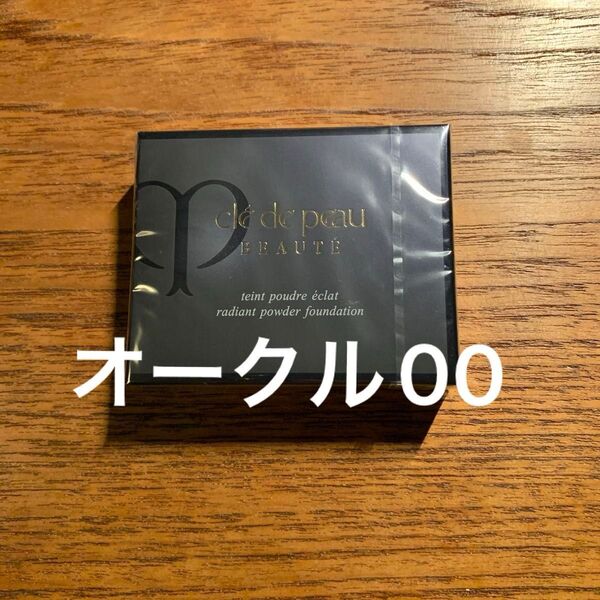 clé de peau
BEAUTÉ
teint poudre éclat
radiant powder foundation
オークル00